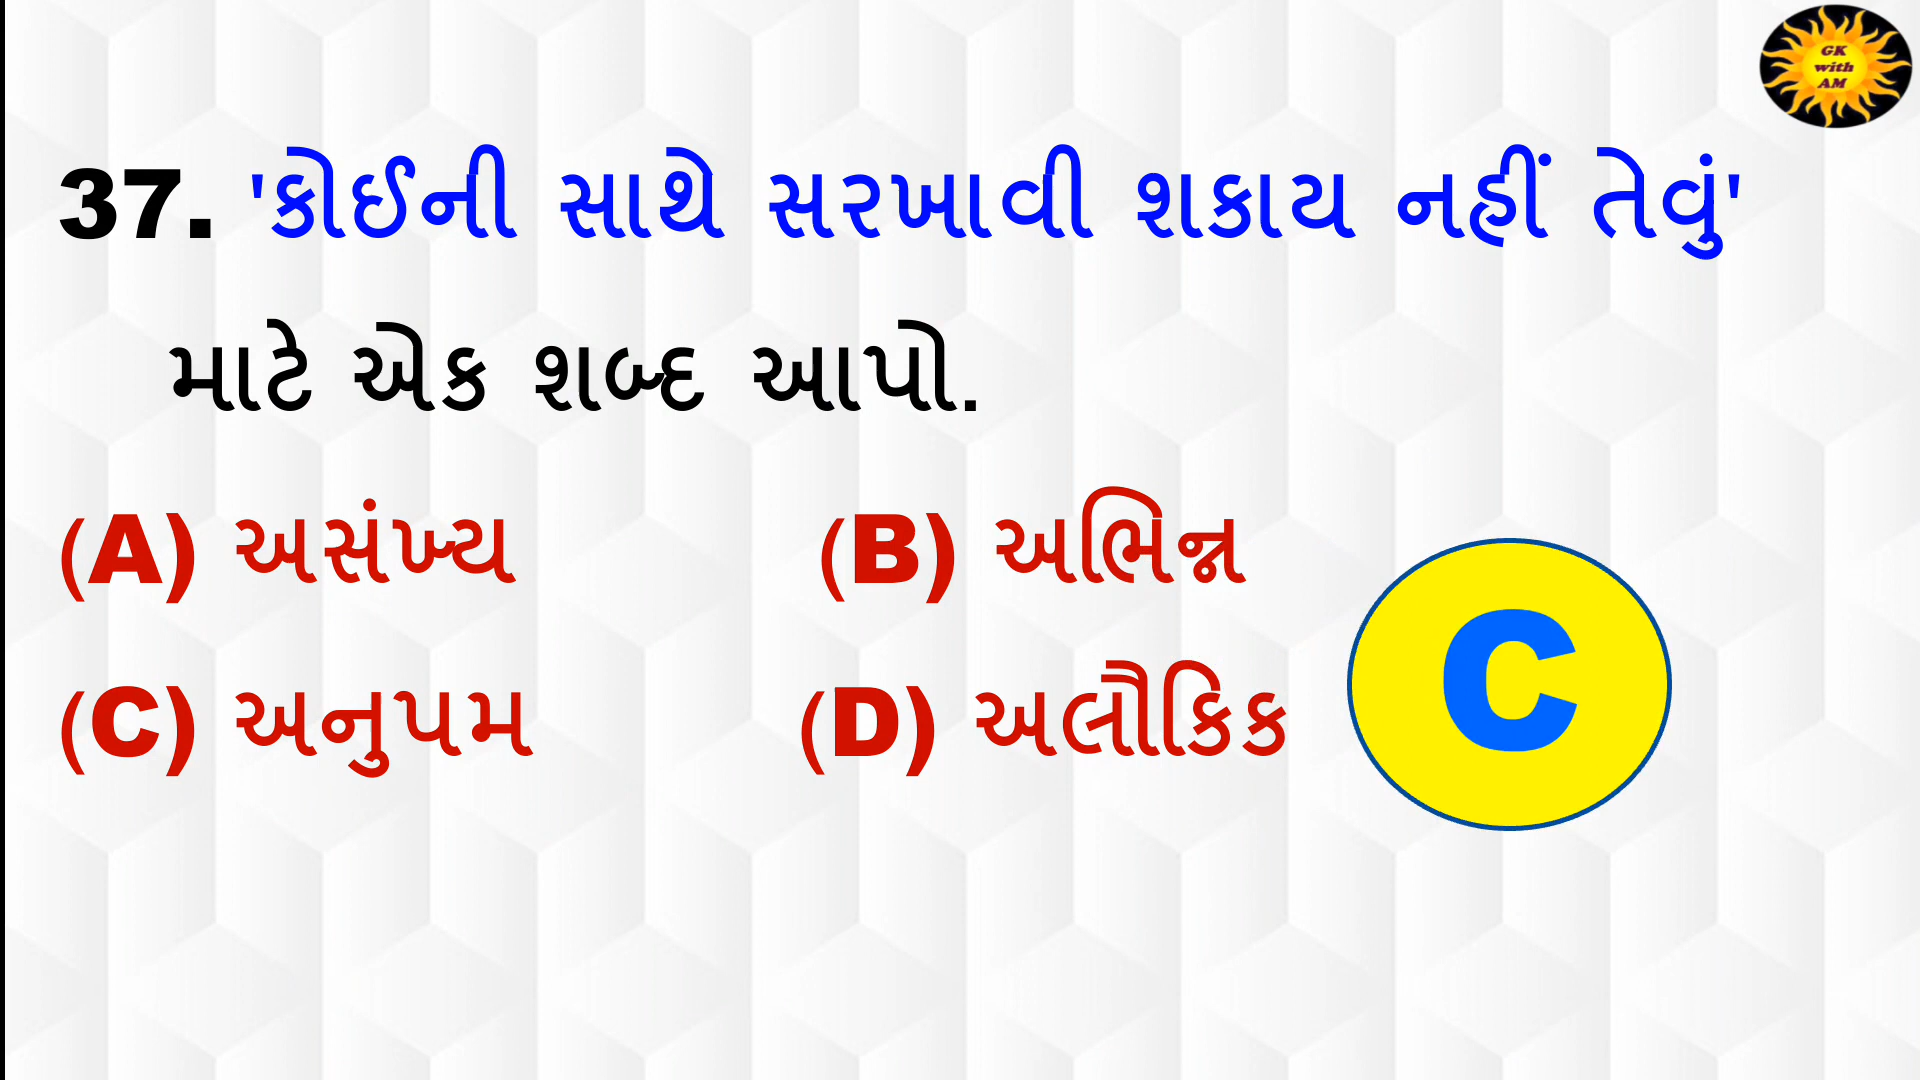 GK
with
AM
37. 'કોઈની સાથે સરખાવી શકાય નહીં તેવું'
માટે એક શબ્દ આપો.
(A) અસંખ્ય (B) અભિન્ન
(C) અનુપમ (D) અલૌકિક
C